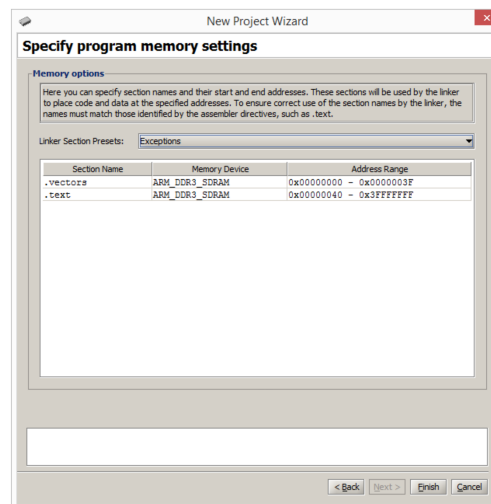 New Project Wizard
Specify program memory settings
Memory options
Here you can specify section names and their start and end addresses. These sections will be used by the linker
to place code and data at the specified addresses. To ensure correct use of the section names by the linker, the
names must match those identified by the assembler directives, such as .text.
Linker Section Presets: Exceptions
Section Name Memory Device Address Range
.vectors ARM_DDR3_SDRAM 0x00000000 - 0x0000003F
.text ARM_DDR3_SDRAM 0x00000040 - 0x3FFFFFFF
< Back Next > Finish Cancel